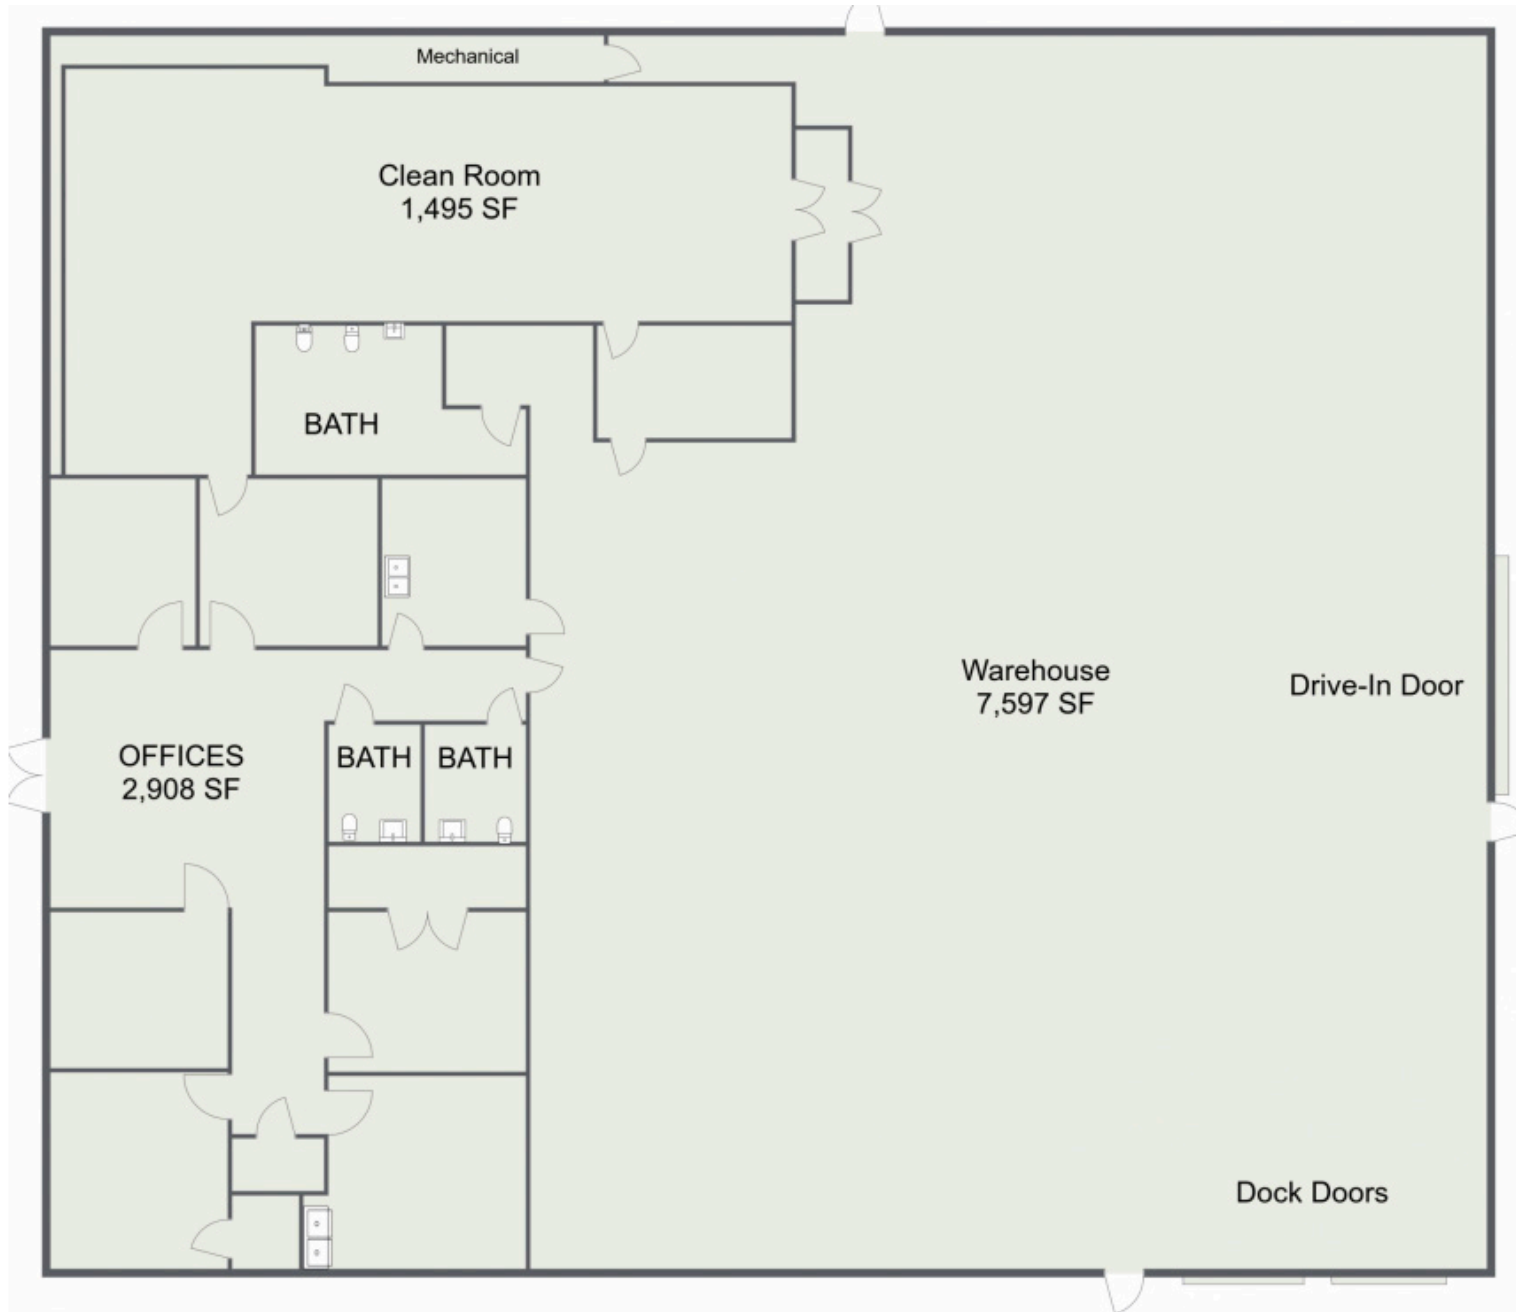 Mechanical
Clean Room
1,495 SF
BATH
Warehouse
7,597 SF
Drive-In Door
OFFICES
2,908 SF
BATH
BATH
Dock Doors